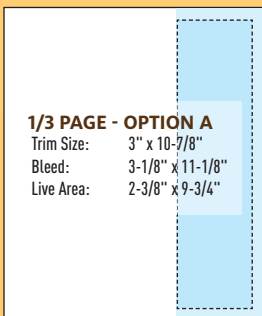 1/3 PAGE - OPTION A
Trim Size: 3" x 10-7/8"
Bleed: 3-1/8" x 11-1/8"
Live Area: 2-3/8" x 9-3/4"